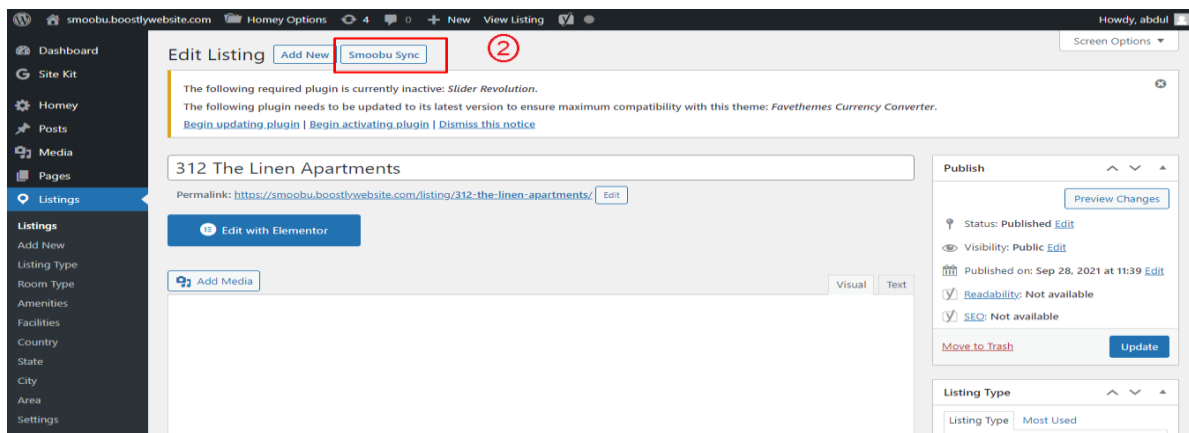 smoobu.boostlywebsite.com Homey Options 4 0 New View Listing Howdy, abdul
Dashboard
Site Kit
Homey
Posts
Media
Pages
Listings
Listings
Add New
Listing Type
Room Type
Amenities
Facilities
Country
State
City
Area
Settings
Screen Options
Edit Listing Add New Smoobu Sync 2
The following required plugin is currently inactive: Slider Revolution.
The following plugin needs to be updated to its latest version to ensure maximum compatibility with this theme: Favethemes Currency Converter.
Begin updating plugin | Begin activating plugin | Dismiss this notice
312 The Linen Apartments
Permalink: https://smoobu.boostlywebsite.com/listing/312-the-linen-apartments/ Edit
Edit with Elementor
Add Media Visual Text
Publish
Preview Changes
Status: Published Edit
Visibility: Public Edit
Published on: Sep 28, 2021 at 11:39 Edit
Readability: Not available
SEO: Not available
Move to Trash Update
Listing Type
Listing Type Most Used